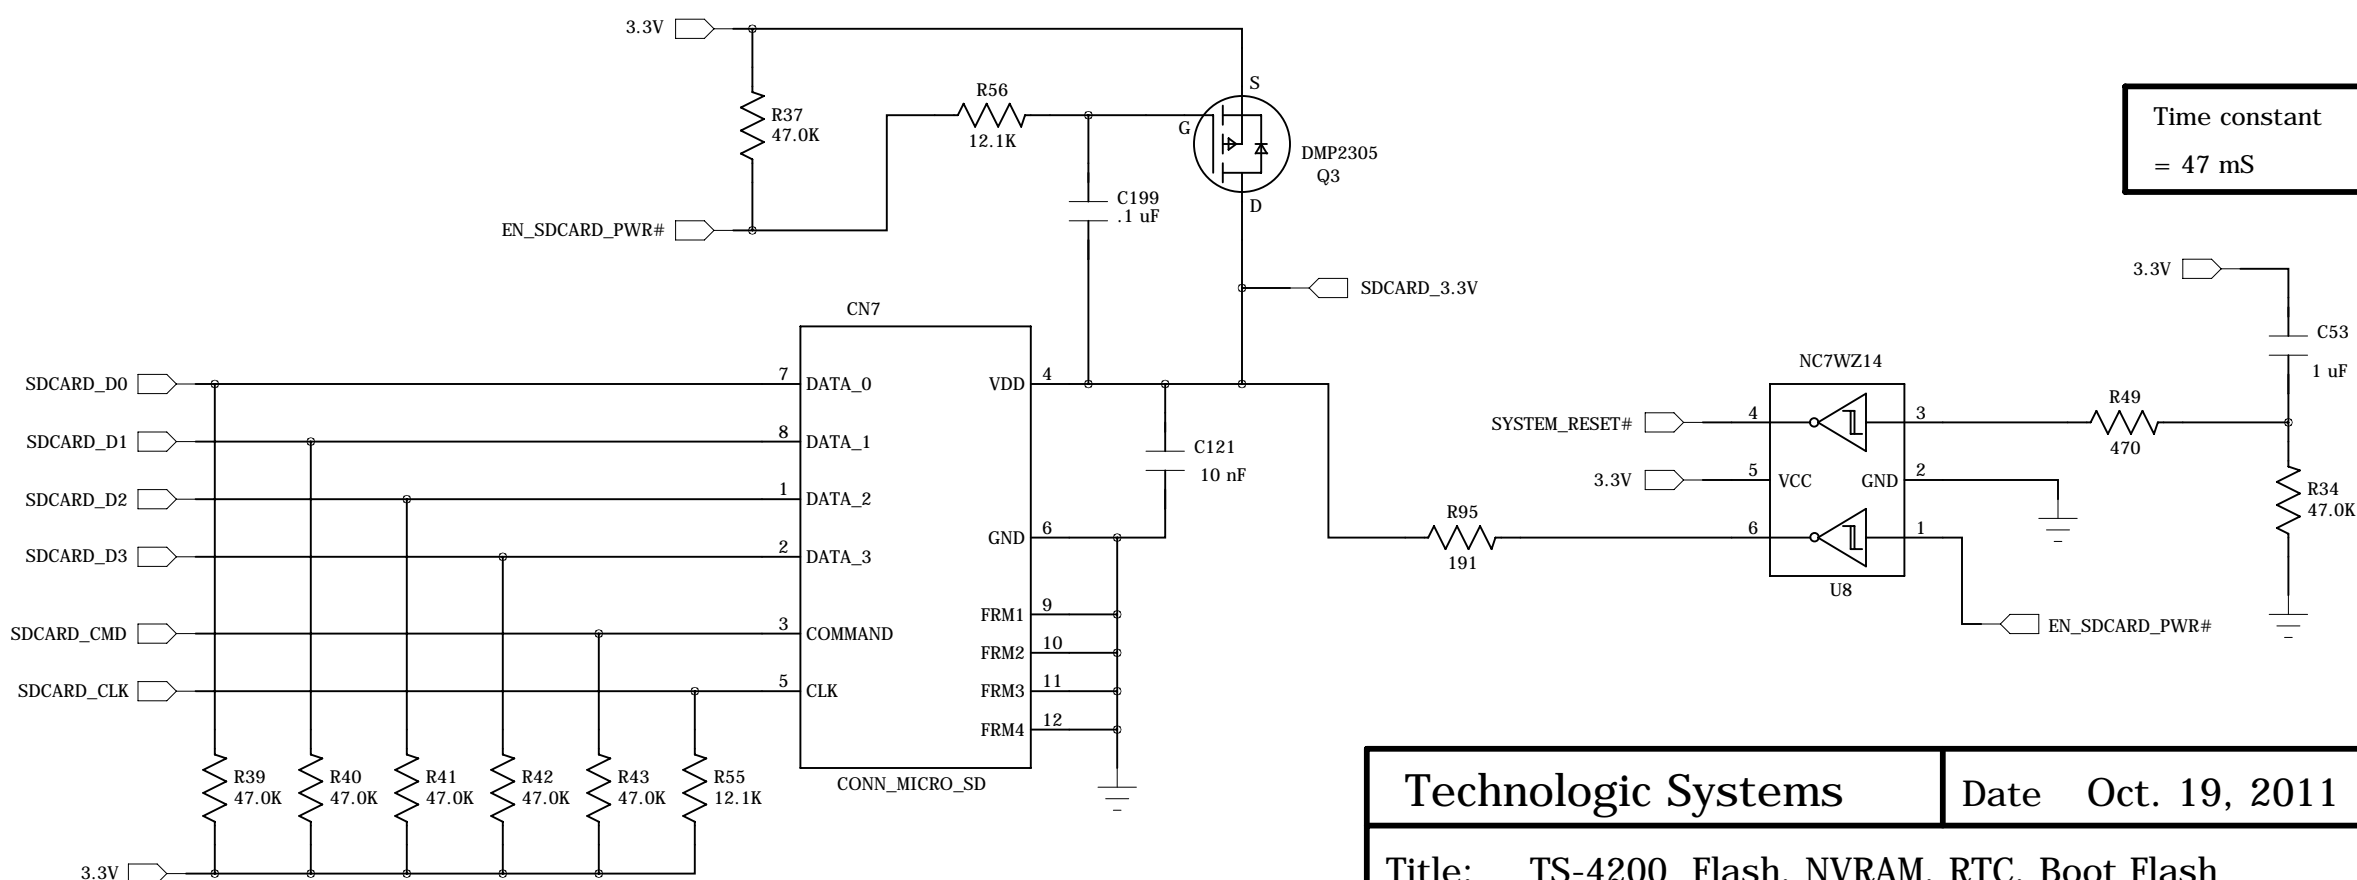 3.3V
S
R56
12.1K
R37
47.0K
G
DMP2305
Q3
D
C199
.1 uF
EN_SDCARD_PWR#
SDCARD_3.3V
Time constant
= 47 mS
3.3V
C53
1 uF
CN7
NC7WZ14
SDCARD_D0
7
DATA_0
VDD
4
SDCARD_D1
8
DATA_1
SDCARD_D2
1
DATA_2
SDCARD_D3
2
DATA_3
SDCARD_CMD
3
COMMAND
SDCARD_CLK
5
CLK
GND
6
FRM1
9
FRM2
10
FRM3
11
FRM4
12
CONN_MICRO_SD
C121
10 nF
SYSTEM_RESET#
4
3
R49
470
3.3V
5
VCC
GND
2
R34
47.0K
R95
191
6
1
U8
EN_SDCARD_PWR#
R39
47.0K
R40
47.0K
R41
47.0K
R42
47.0K
R43
47.0K
R55
12.1K
3.3V
Technologic Systems
Date Oct. 19, 2011
Title: TS-4200 Flash, NVRAM, RTC, Boot Flash